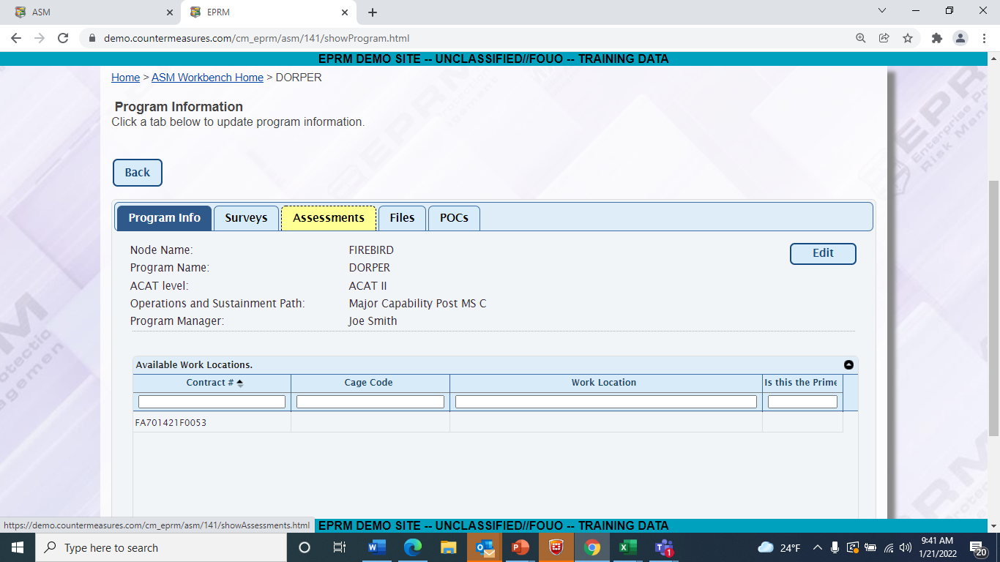 ASM
EPRM
demo.countermeasures.com/cm_eprm/asm/141/showProgram.html
EPRM DEMO SITE -- UNCLASSIFIED//FOUO -- TRAINING DATA
Home > ASM Workbench Home > DORPER
Program Information
Click a tab below to update program information.
Back
Program Info Surveys Assessments Files POCs
Node Name: FIREBIRD
Edit
Program Name: DORPER
ACAT level: ACAT II
Operations and Sustainment Path: Major Capability Post MS C
Program Manager: Joe Smith
Available Work Locations.
Contract # Cage Code Work Location Is this the Prime
FA701421F0053
https://demo.countermeasures.com/cm_eprm/asm/141/showAssessments.html
EPRM DEMO SITE -- UNCLASSIFIED//FOUO -- TRAINING DATA
Type here to search
24°F
9:41 AM
1/21/2022
20
1